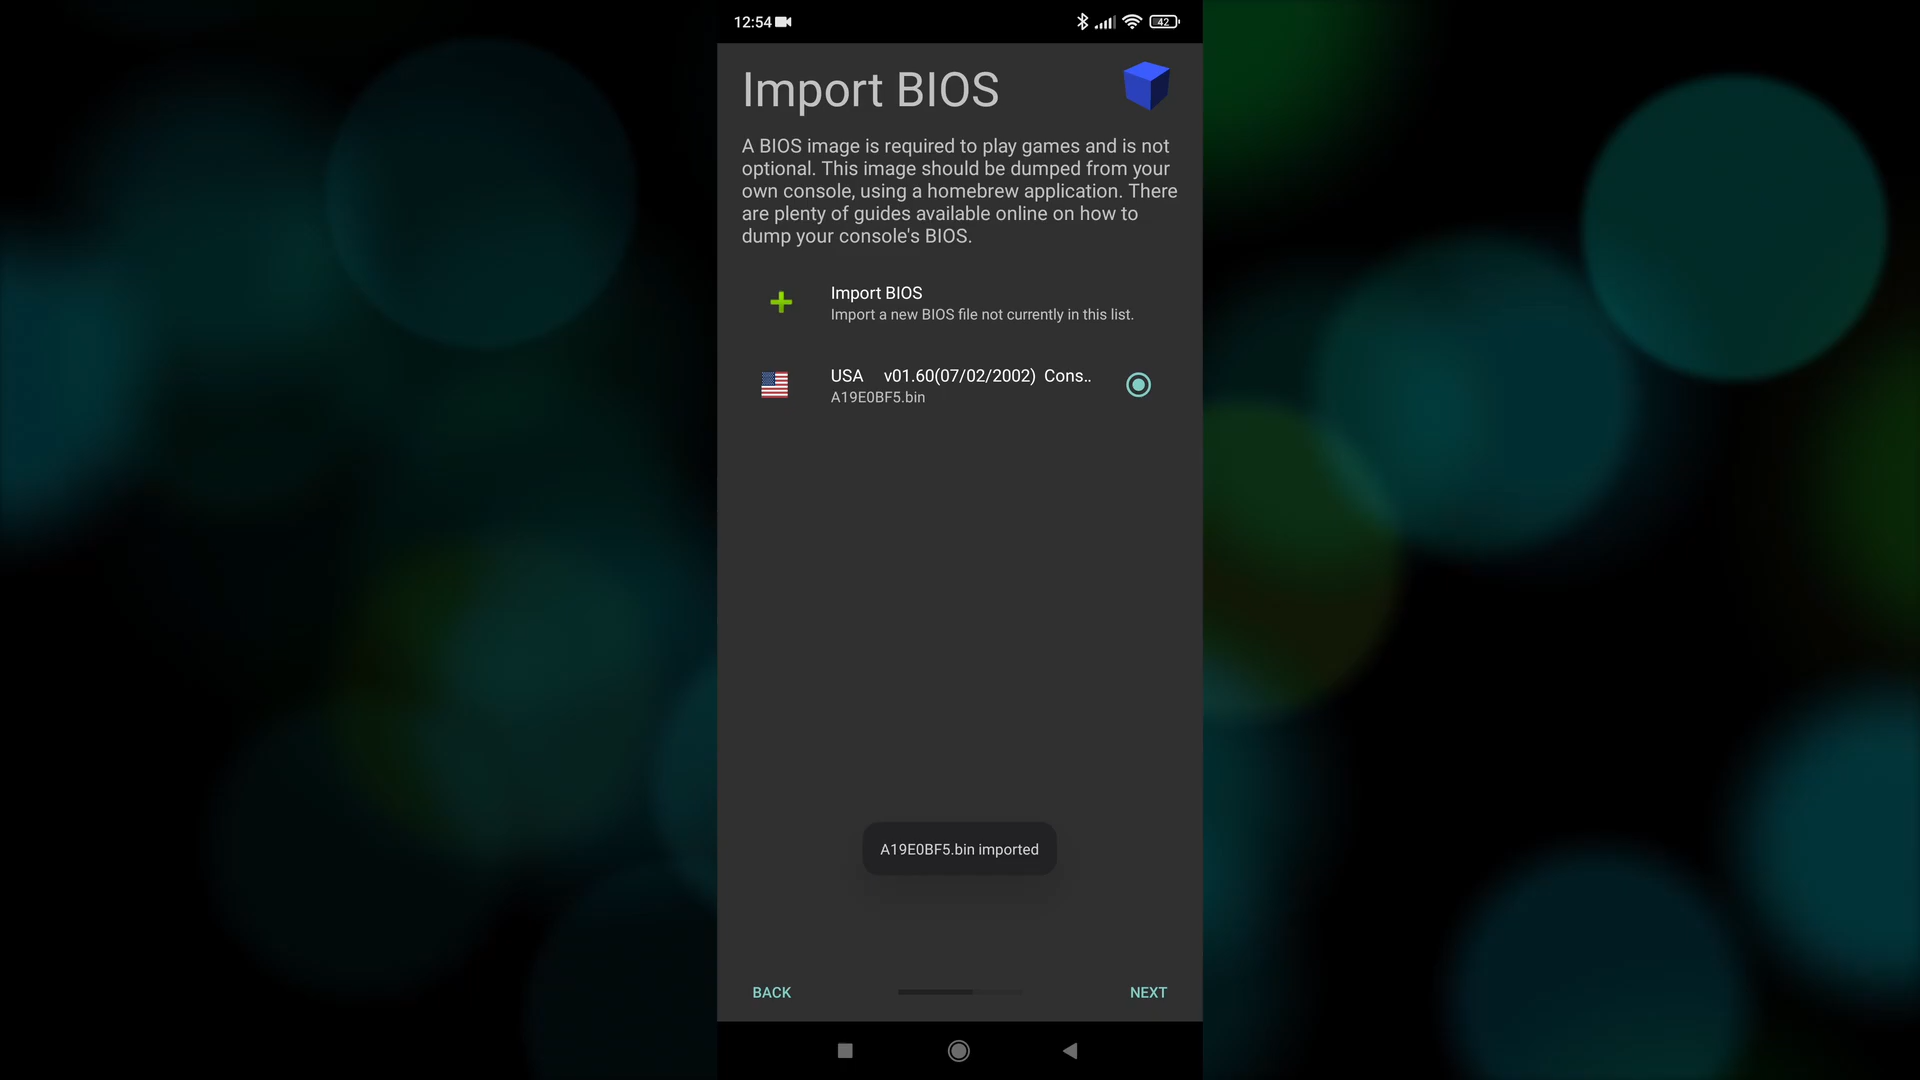 12:54
42
Import BIOS
A BIOS image is required to play games and is not
optional. This image should be dumped from your
own console, using a homebrew application. There
are plenty of guides available online on how to
dump your console's BIOS.
Import BIOS
Import a new BIOS file not currently in this list.
USA v01.60(07/02/2002) Cons..
A19E0BF5.bin
A19E0BF5.bin imported
BACK
NEXT